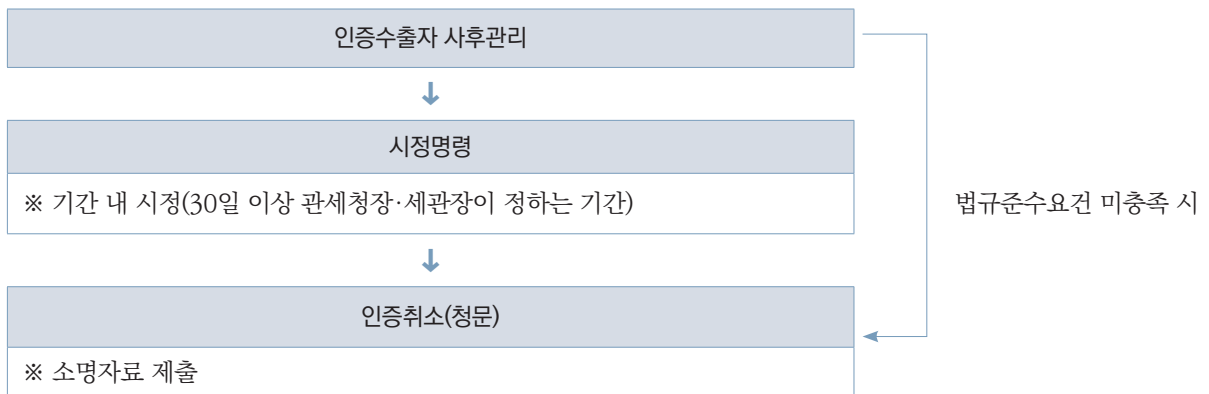 인증수출자 사후관리
시정명령
※ 기간 내 시정(30일 이상 관세청장·세관장이 정하는 기간)
법규준수요건 미충족 시
인증취소(청문)
※ 소명자료 제출